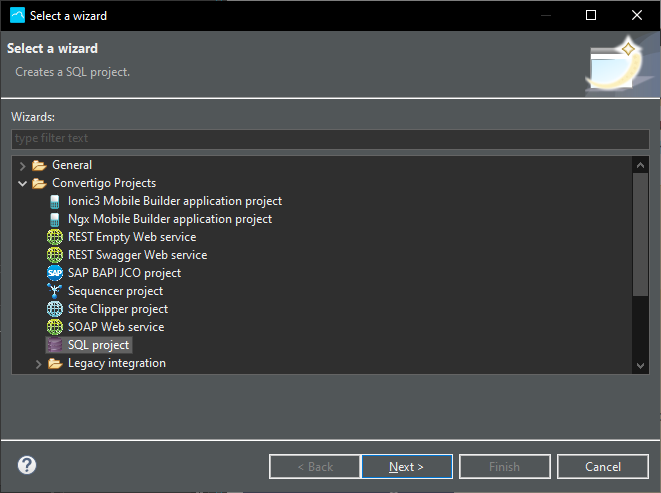 Select a wizard
Select a wizard
Creates a SQL project.
Wizards:
type filter text
General
Convertigo Projects
Ionic3 Mobile Builder application project
Ngx Mobile Builder application project
REST Empty Web service
REST Swagger Web service
SAP SAP BAPI JCO project
Sequencer project
Site Clipper project
SOAP Web service
SQL project
Legacy integration
?
< Back Next > Finish Cancel